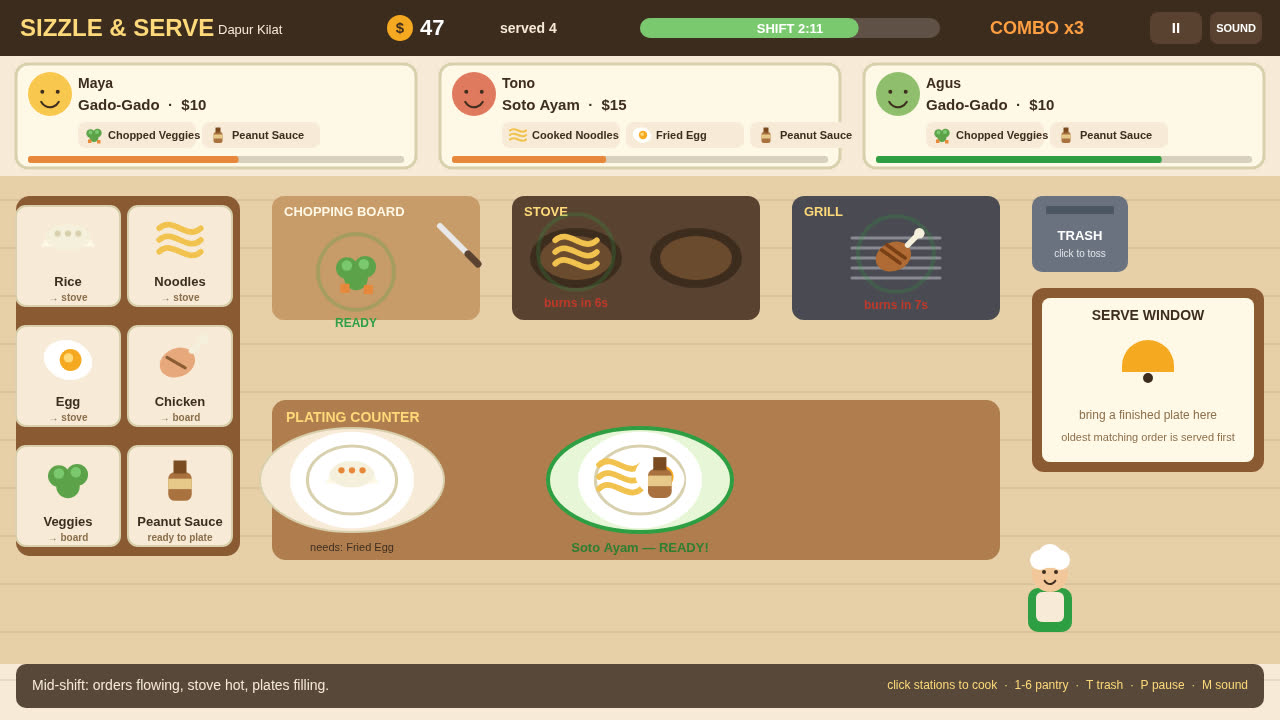 SIZZLE & SERVE Dapur Kilat
$ 47
served 4
SHIFT 2:11
COMBO x3
II
SOUND
Maya
Gado-Gado · $10
Chopped Veggies
Peanut Sauce
Tono
Soto Ayam · $15
Cooked Noodles
Fried Egg
Peanut Sauce
Agus
Gado-Gado · $10
Chopped Veggies
Peanut Sauce
Rice
→ stove
Noodles
→ stove
Egg
→ stove
Chicken
→ board
Veggies
→ board
Peanut Sauce
ready to plate
CHOPPING BOARD
READY
STOVE
burns in 6s
GRILL
burns in 7s
TRASH
click to toss
SERVE WINDOW
bring a finished plate here
oldest matching order is served first
PLATING COUNTER
needs: Fried Egg
Soto Ayam — READY!
Mid-shift: orders flowing, stove hot, plates filling.
click stations to cook · 1-6 pantry · T trash · P pause · M sound